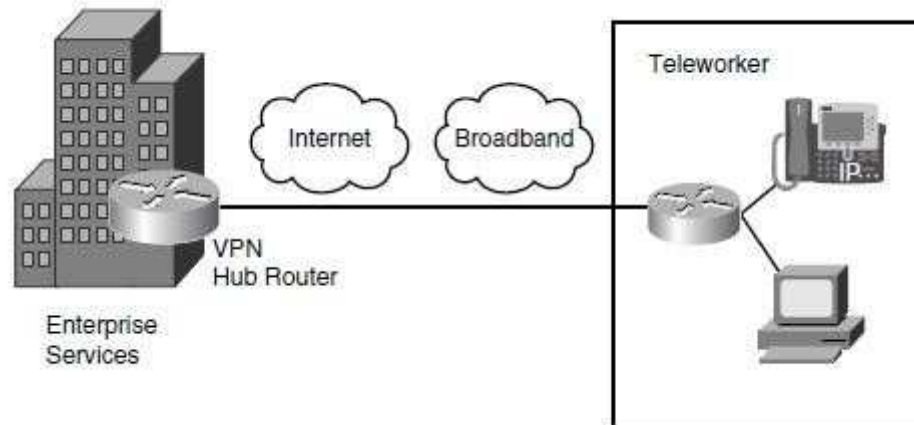 Teleworker
Internet
Broadband
IP
VPN
Hub Router
Enterprise
Services